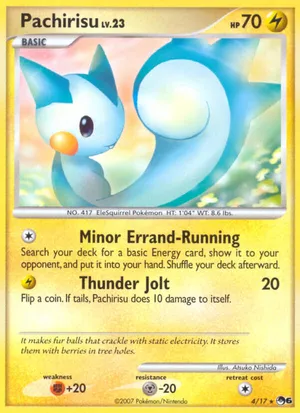 Pachirisu LV.23 HP 70
BASIC
NO. 417 EleSquirrel Pokémon HT: 1'04" WT: 8.6 lbs.
Minor Errand-Running
Search your deck for a basic Energy card, show it to your
opponent, and put it into your hand. Shuffle your deck afterward.
Thunder Jolt 20
Flip a coin. If tails, Pachirisu does 10 damage to itself.
It makes fur balls that crackle with static electricity. It
stores them with berries in tree holes.
Illus. Atsuko Nishida
weakness resistance retreat cost
+20 -20
©2007 Pokémon/Nintendo 4/17 ★ 6